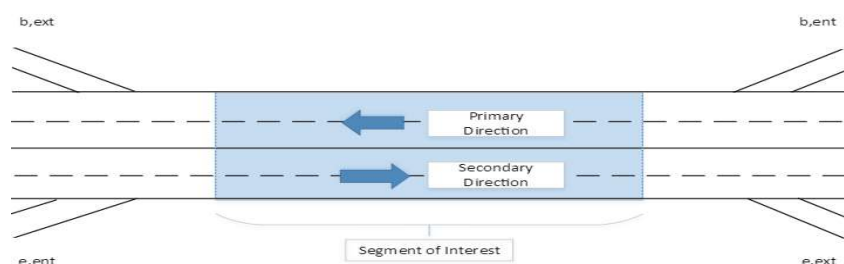 b,ext
b,ent
Primary
Direction
Secondary
Direction
Segment of Interest
e,ent
e,ext